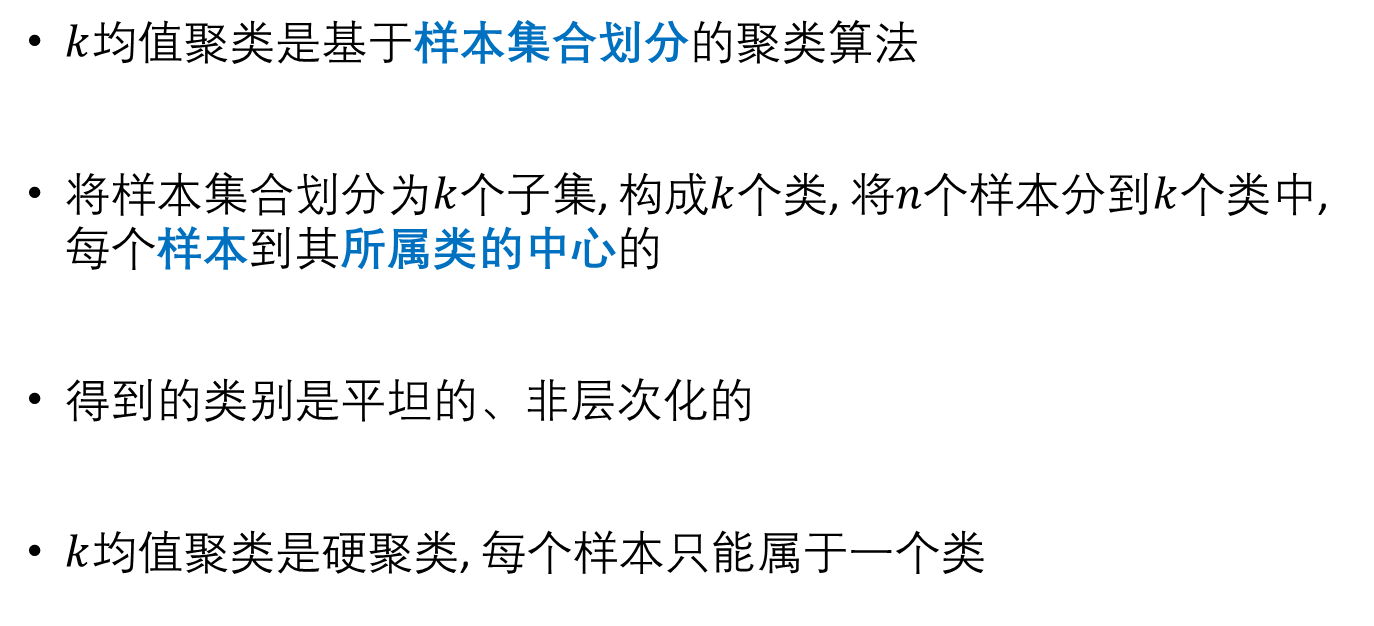 • k均值聚类是基于样本集合划分的聚类算法
• 将样本集合划分为k个子集, 构成k个类, 将n个样本分到k个类中,
每个样本到其所属类的中心的
• 得到的类别是平坦的、非层次化的
• k均值聚类是硬聚类, 每个样本只能属于一个类